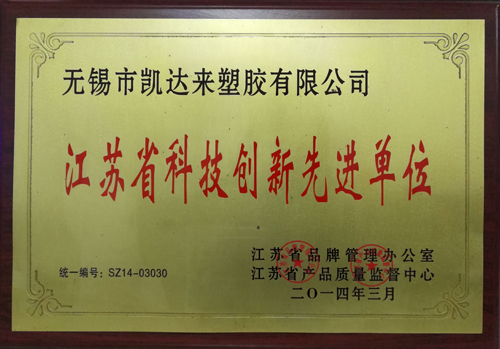 无锡市凯达来塑胶有限公司
江苏省科技创新先进单位
江苏省品牌管理办公室
统一编号：SZ14-03030
江苏省产品质量监督中心
二〇一四年三月